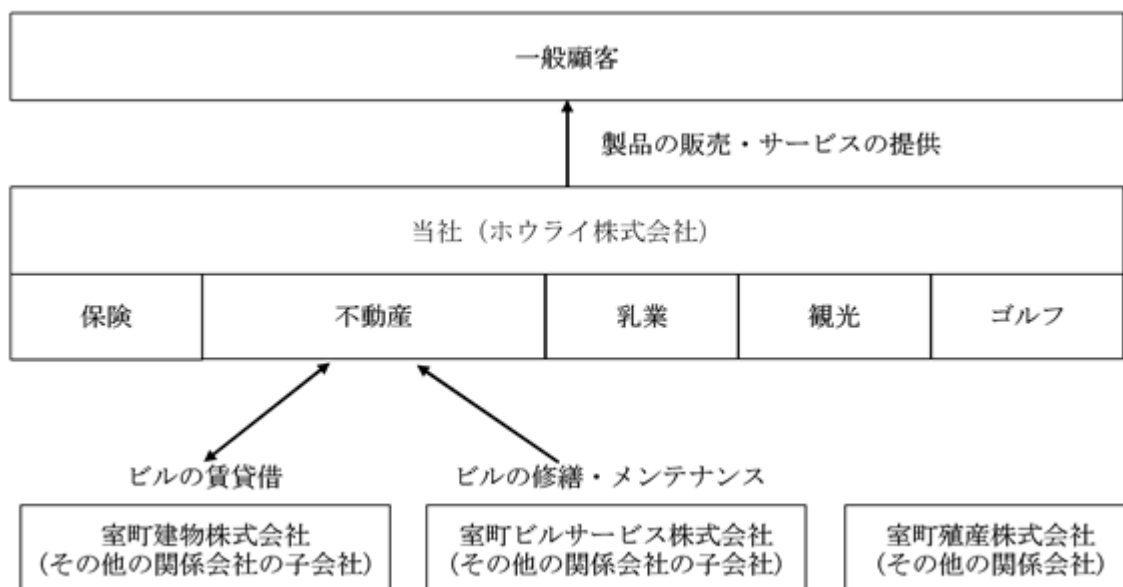 一般顧客
製品の販売・サービスの提供
当社（ホウライ株式会社）
保険
不動産
乳業
観光
ゴルフ
ビルの賃貸借
ビルの修繕・メンテナンス
室町建物株式会社
(その他の関係会社の子会社)
室町ビルサービス株式会社
(その他の関係会社の子会社)
室町殖産株式会社
(その他の関係会社)